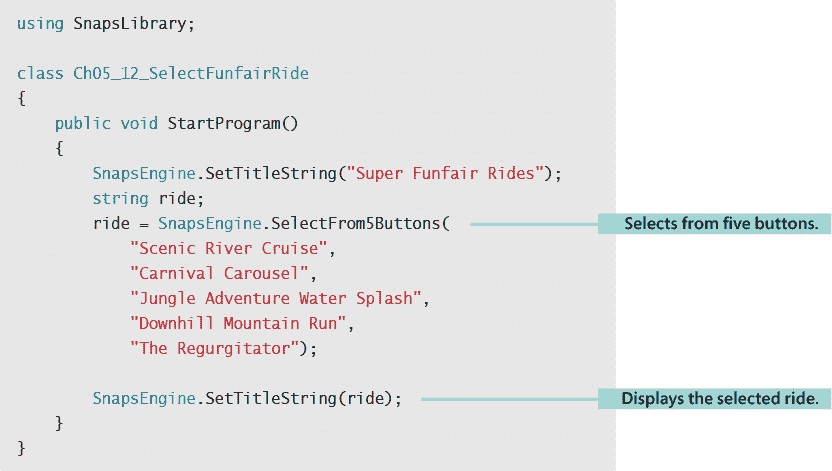 using SnapsLibrary;
class Ch05_12_SelectFunfairRide
{
public void StartProgram()
{
SnapsEngine.SetTitleString("Super Funfair Rides");
string ride;
ride = SnapsEngine.SelectFrom5Buttons( Selects from five buttons.
"Scenic River Cruise",
"Carnival Carousel",
"Jungle Adventure Water Splash",
"Downhill Mountain Run",
"The Regurgitator");
SnapsEngine.SetTitleString(ride); Displays the selected ride.
}
}